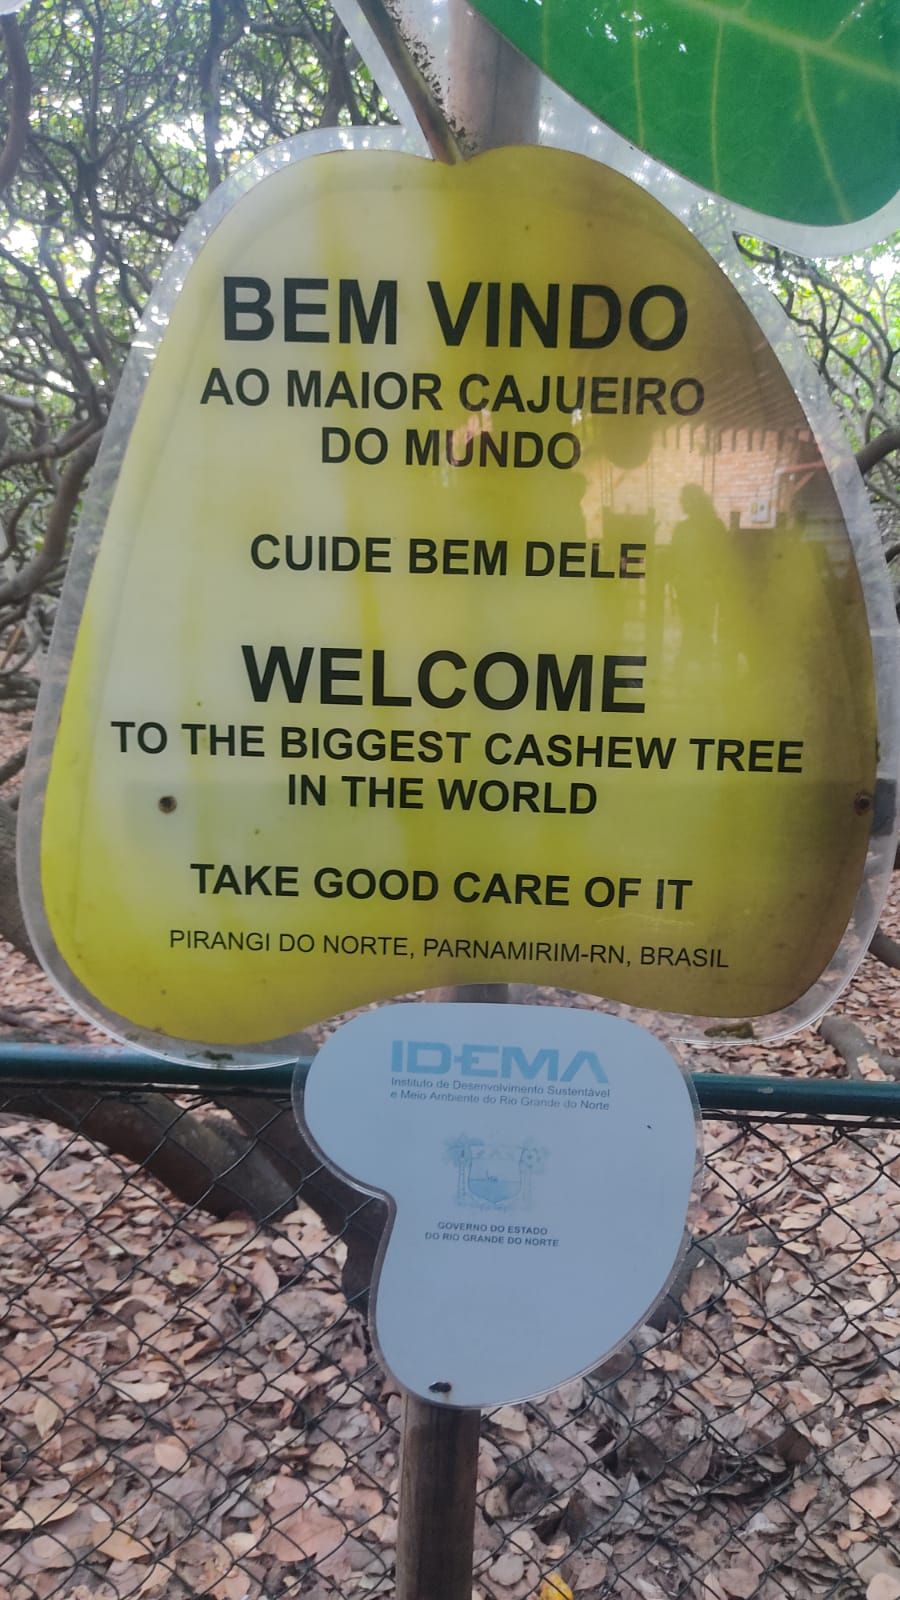 BEM VINDO
AO MAIOR CAJUEIRO
DO MUNDO
CUIDE BEM DELE
WELCOME
TO THE BIGGEST CASHEW TREE
IN THE WORLD
TAKE GOOD CARE OF IT
PIRANGI DO NORTE, PARNAMIRIM-RN, BRASIL
IDEMA
Instituto de Desenvolvimento Sustentável
e Meio Ambiente do Rio Grande do Norte
GOVERNO DO ESTADO
DO RIO GRANDE DO NORTE